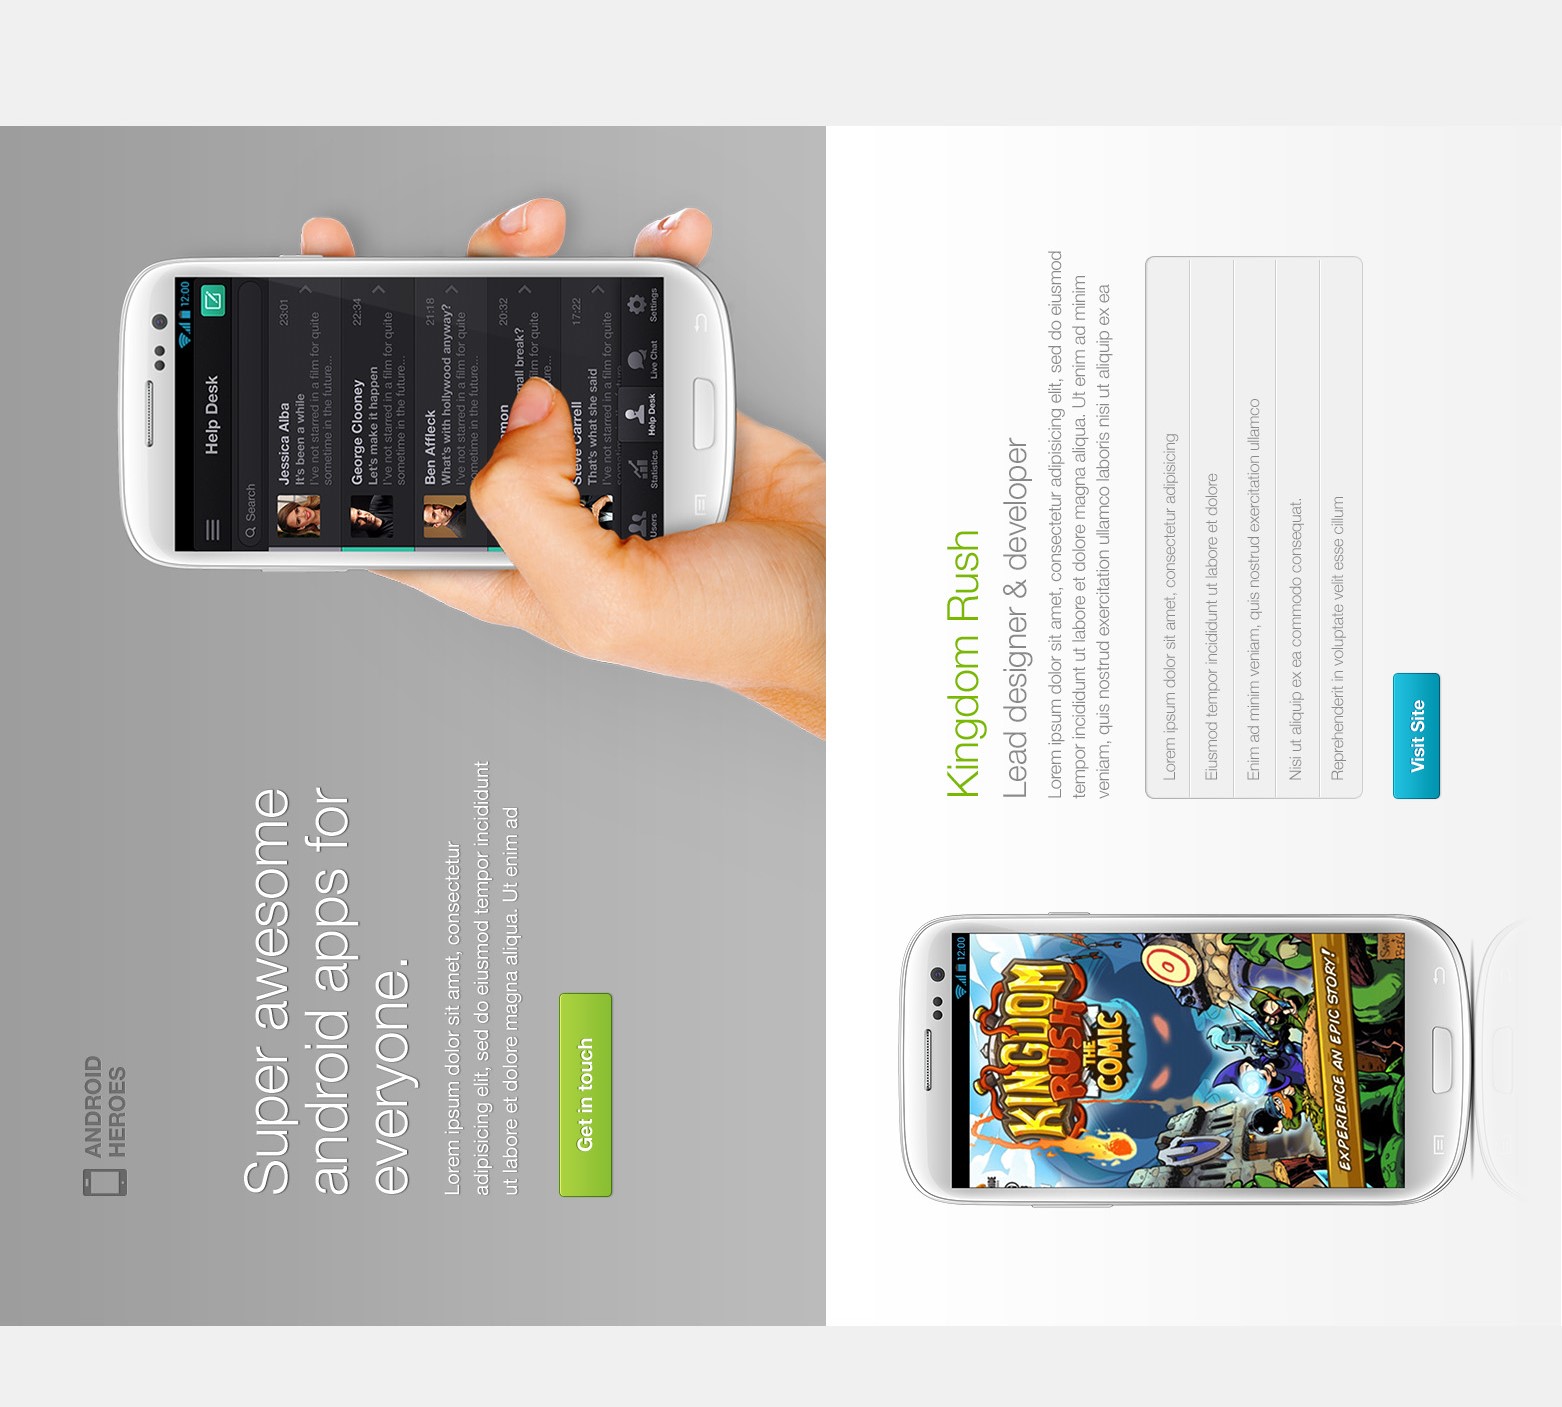 ANDROID
HEROES
Super awesome
android apps for
everyone.
Lorem ipsum dolor sit amet, consectetur
adipisicing elit, sed do eiusmod tempor incididunt
ut labore et dolore magna aliqua. Ut enim ad
Get in touch
12:00
Help Desk
Search
Jessica Alba 23:01
It's been a while
I've not starred in a film for quite
sometime in the future...
George Clooney 22:34
Let's make it happen
I've not starred in a film for quite
sometime in the future...
Ben Affleck 21:18
What's with hollywood anyway?
I've not starred in a film for quite
sometime in the future...
20:32
break?
film for quite
Steve Carrell 17:22
That's what she said
I've not starred in a film for quite
Users Statistics Help Desk Live Chat Settings
12:00
KINGDOM
RUSH
THE
COMIC
EXPERIENCE AN EPIC STORY!
Kingdom Rush
Lead designer & developer
Lorem ipsum dolor sit amet, consectetur adipisicing elit, sed do eiusmod
tempor incididunt ut labore et dolore magna aliqua. Ut enim ad minim
veniam, quis nostrud exercitation ullamco laboris nisi ut aliquip ex ea
Lorem ipsum dolor sit amet, consectetur adipisicing
Eiusmod tempor incididunt ut labore et dolore
Enim ad minim veniam, quis nostrud exercitation ullamco
Nisi ut aliquip ex ea commodo consequat.
Reprehenderit in voluptate velit esse cillum
Visit Site